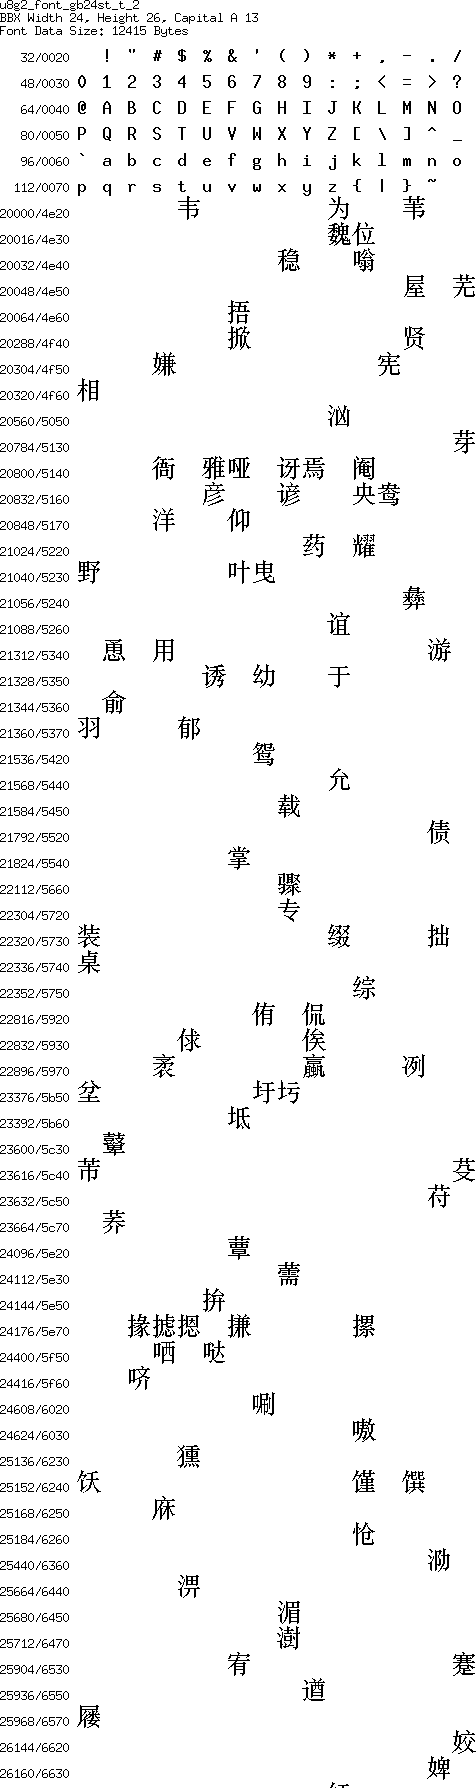 u8g2_font_gb24st_t_2
BBX Width 24, Height 26, Capital A 13
Font Data Size: 12415 Bytes
32/0020 ! " # $ % & ' ( ) * + , - . /
48/0030 0 1 2 3 4 5 6 7 8 9 : ; < = > ?
64/0040 @ A B C D E F G H I J K L M N O
80/0050 P Q R S T U V W X Y Z [ \ ] ^ _
96/0060 ` a b c d e f g h i j k l m n o
112/0070 p q r s t u v w x y z { | } ~
20000/4e20 韦 为 苇
20016/4e30 魏 位
20032/4e40 稳 嗡
20048/4e50 屋 芜
20064/4e60 捂
20288/4f40 掀 贤
20304/4f50 嫌 宪
20320/4f60 相
20560/5050 汹
20784/5130 芽
20800/5140 衙 雅 哑 讶 焉 阉
20832/5160 彦 谚 央 鸯
20848/5170 洋 仰
21024/5220 药 耀
21040/5230 野 叶 曳
21056/5240 彝
21088/5260 谊
21312/5340 恿 用 游
21328/5350 诱 幼 于
21344/5360 俞
21360/5370 羽 郁
21536/5420 鸳
21568/5440 允
21584/5450 载
21792/5520 债
21824/5540 掌
22112/5660 骤
22304/5720 专
22320/5730 装 缀 拙
22336/5740 桌
22352/5750 综
22816/5920 侑 侃
22832/5930 俅 俟
22896/5970 袤 羸 冽
23376/5b50 坌 圩 圬
23392/5b60 坻
23600/5c30 鼙
23616/5c40 芾 芟
23632/5c50 苻
23664/5c70 荞
24096/5e20 蕈
24112/5e30 薷
24144/5e50 拚
24176/5e70 掾 摅 摁 搛 摞
24400/5f50 哂 哒
24416/5f60 哜
24608/6020 唰
24624/6030 嗷
25136/6230 獯
25152/6240 饫 馑 馔
25168/6250 麻
25184/6260 怆
25440/6360 泐
25664/6440 淠
25680/6450 湄
25712/6470 澍
25904/6530 宥 蹇
25936/6550 遒
25968/6570 屦
26144/6620 姣
26160/6630 婢